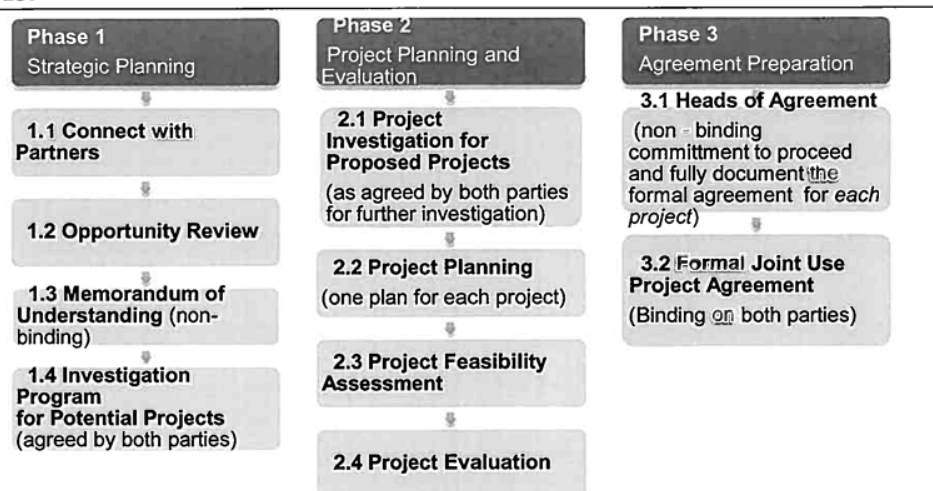 Phase 1
Strategic Planning
1.1 Connect with
Partners
1.2 Opportunity Review
1.3 Memorandum of
Understanding (non-
binding)
1.4 Investigation
Program
for Potential Projects
(agreed by both parties)
Phase 2
Project Planning and
Evaluation
2.1 Project
Investigation for
Proposed Projects
(as agreed by both parties
for further investigation)
2.2 Project Planning
(one plan for each project)
2.3 Project Feasibility
Assessment
2.4 Project Evaluation
Phase 3
Agreement Preparation
3.1 Heads of Agreement
(non - binding
committment to proceed
and fully document the
formal agreement for each
project)
3.2 Formal Joint Use
Project Agreement
(Binding on both parties)